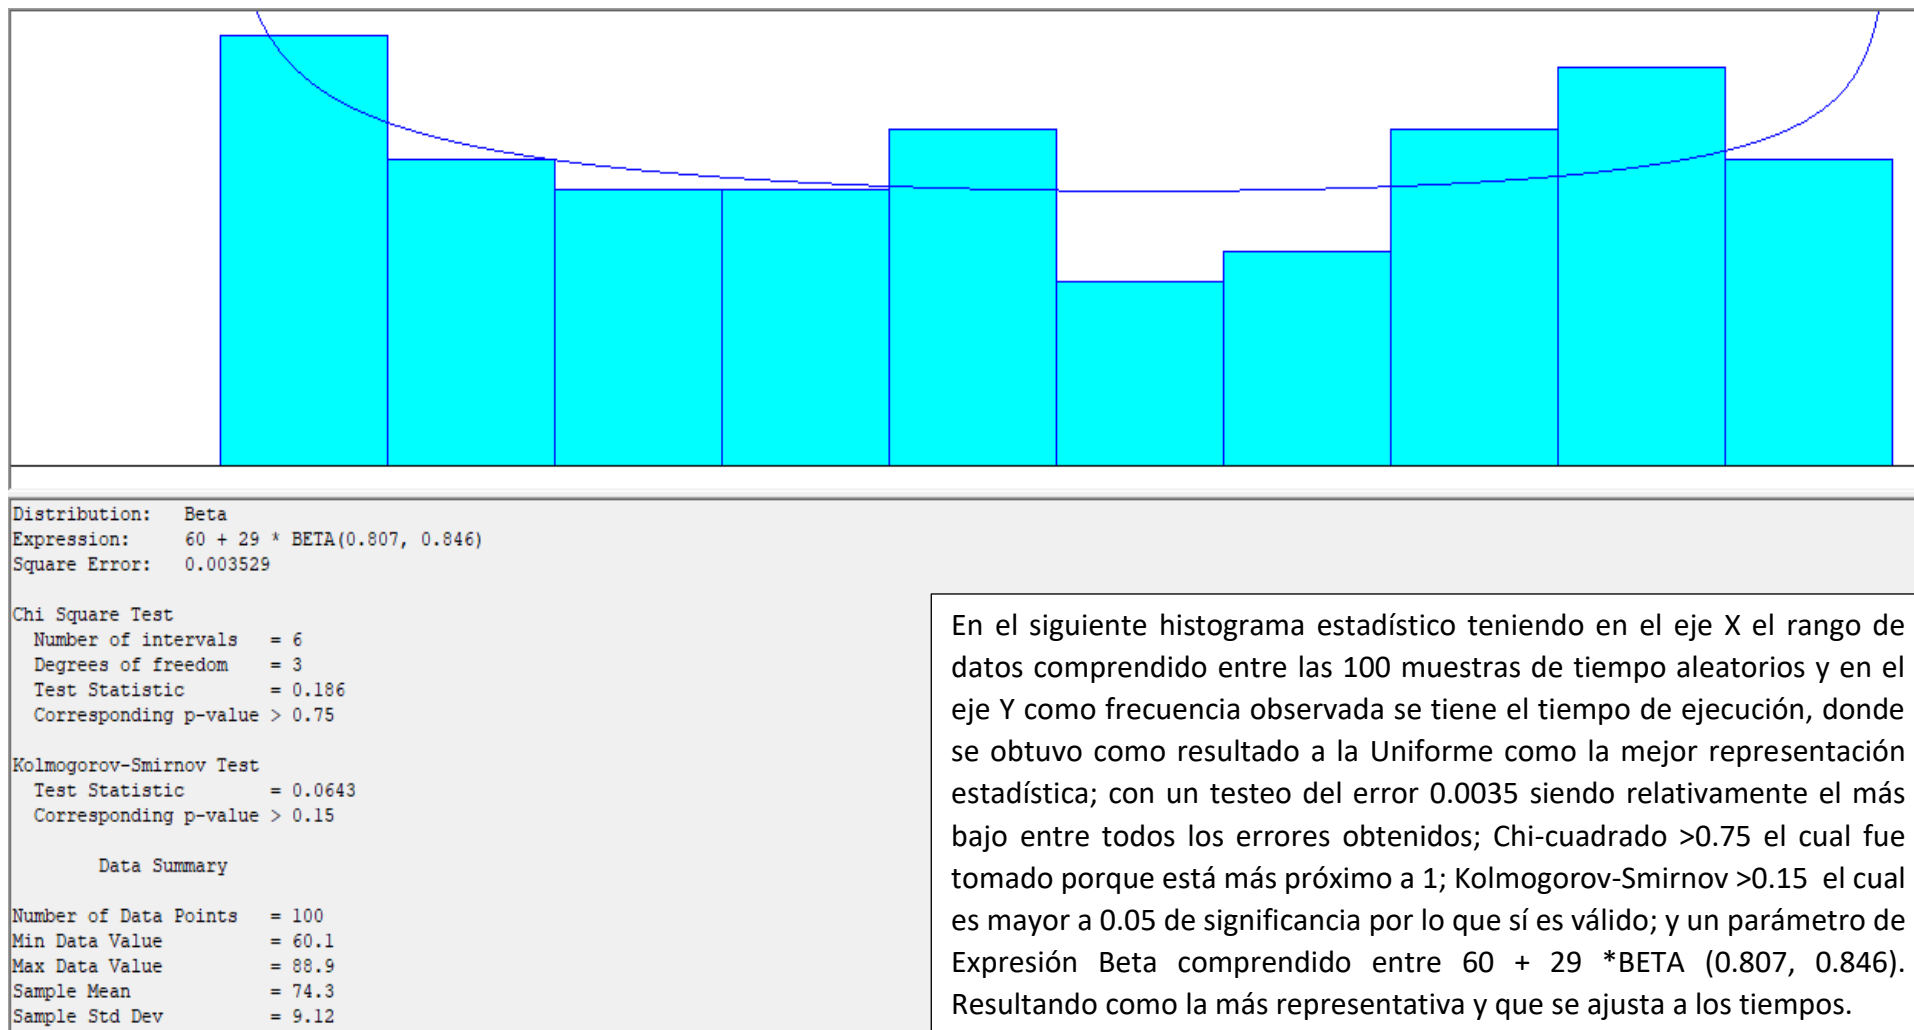 Distribution: Beta
Expression: 60 + 29 * BETA(0.807, 0.846)
Square Error: 0.003529
Chi Square Test
Number of intervals = 6
Degrees of freedom = 3
Test Statistic = 0.186
Corresponding p-value > 0.75
Kolmogorov-Smirnov Test
Test Statistic = 0.0643
Corresponding p-value > 0.15
Data Summary
Number of Data Points = 100
Min Data Value = 60.1
Max Data Value = 88.9
Sample Mean = 74.3
Sample Std Dev = 9.12
En el siguiente histograma estadístico teniendo en el eje X el rango de
datos comprendido entre las 100 muestras de tiempo aleatorios y en el
eje Y como frecuencia observada se tiene el tiempo de ejecución, donde
se obtuvo como resultado a la Uniforme como la mejor representación
estadística; con un testeo del error 0.0035 siendo relativamente el más
bajo entre todos los errores obtenidos; Chi-cuadrado >0.75 el cual fue
tomado porque está más próximo a 1; Kolmogorov-Smirnov >0.15 el cual
es mayor a 0.05 de significancia por lo que sí es válido; y un parámetro de
Expresión Beta comprendido entre 60 + 29 *BETA (0.807, 0.846).
Resultando como la más representativa y que se ajusta a los tiempos.